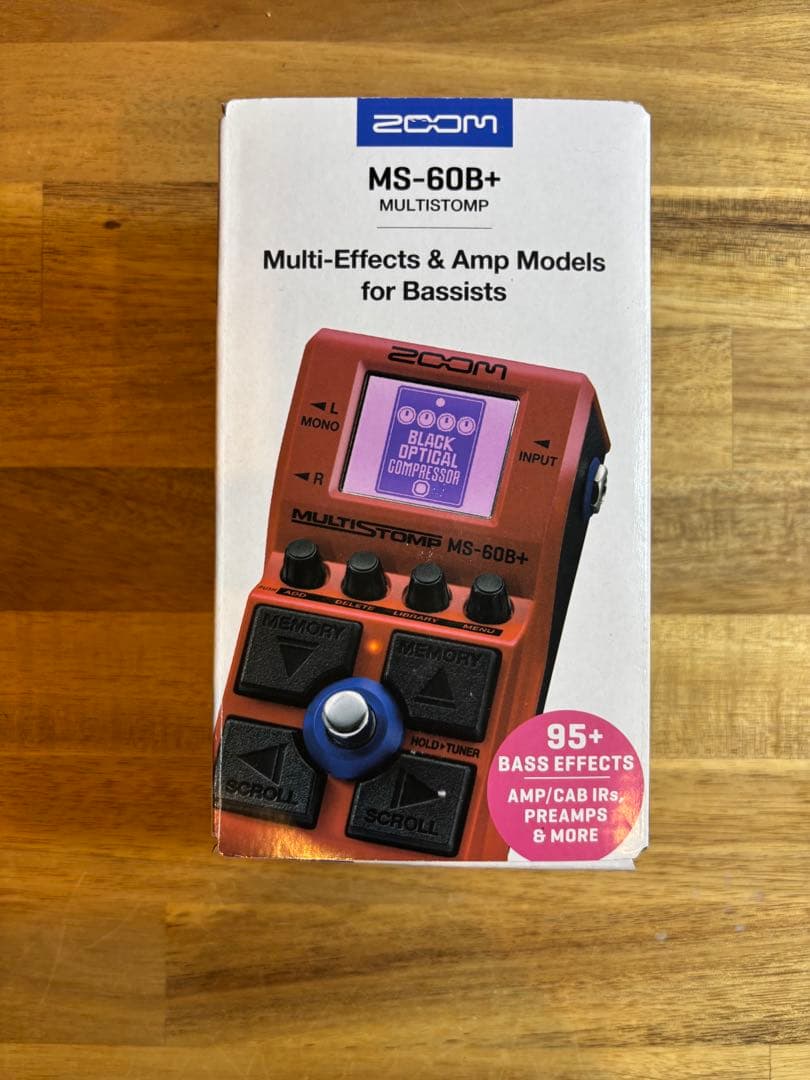 ZOOM
MS-60B+
MULTISTOMP
Multi-Effects & Amp Models
for Bassists
ZOOM
L
MONO
INPUT
R
BLACK
OPTICAL
COMPRESSOR
MULTISTOMP MS-60B+
PUSH ADD DELETE LIBRARY MENU
MEMORY
MEMORY
HOLD▸TUNER
SCROLL
SCROLL
95+
BASS EFFECTS
AMP/CAB IRs,
PREAMPS
& MORE